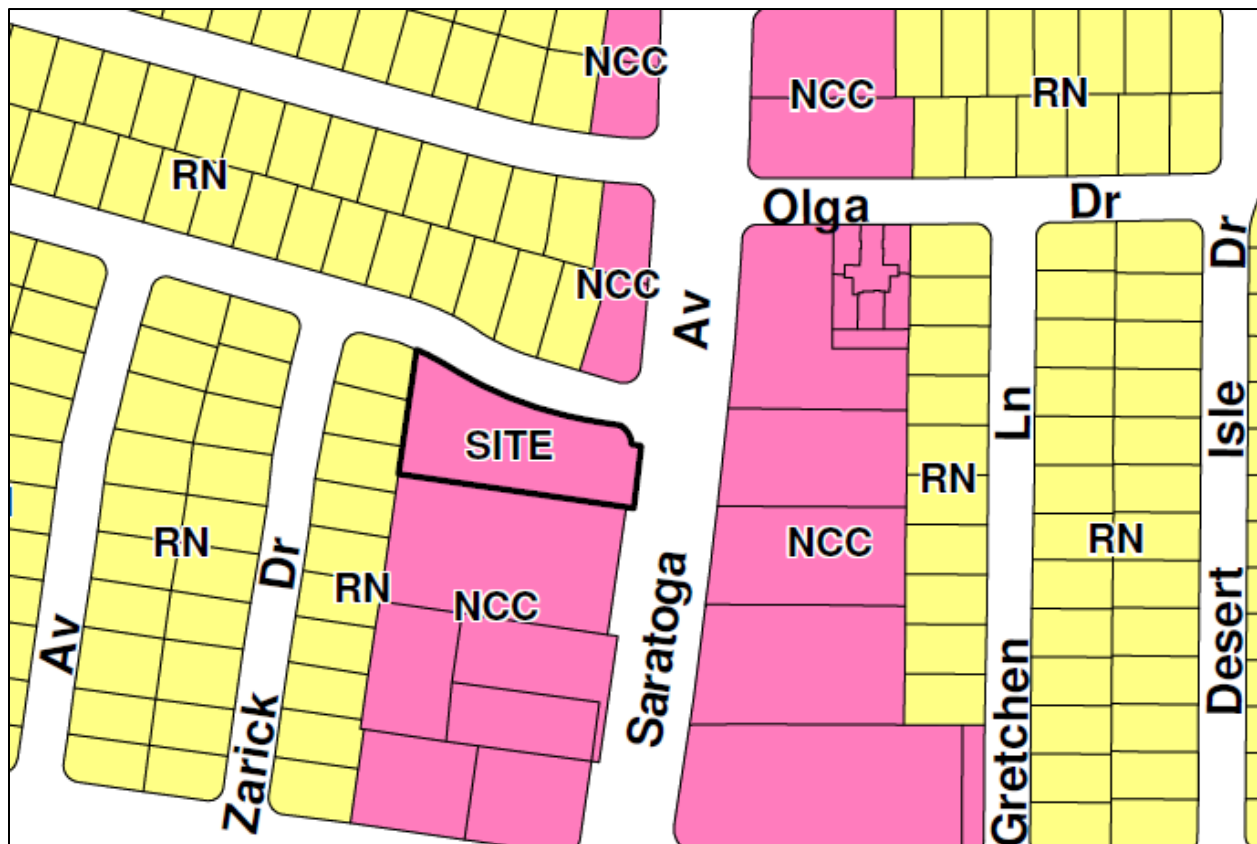 NCC
NCC
RN
RN
Olga
Dr
Dr
NCC
Av
Isle
Ln
SITE
RN
RN
Dr
RN
NCC
RN
NCC
Saratoga
Desert
Av
Gretchen
Zarick